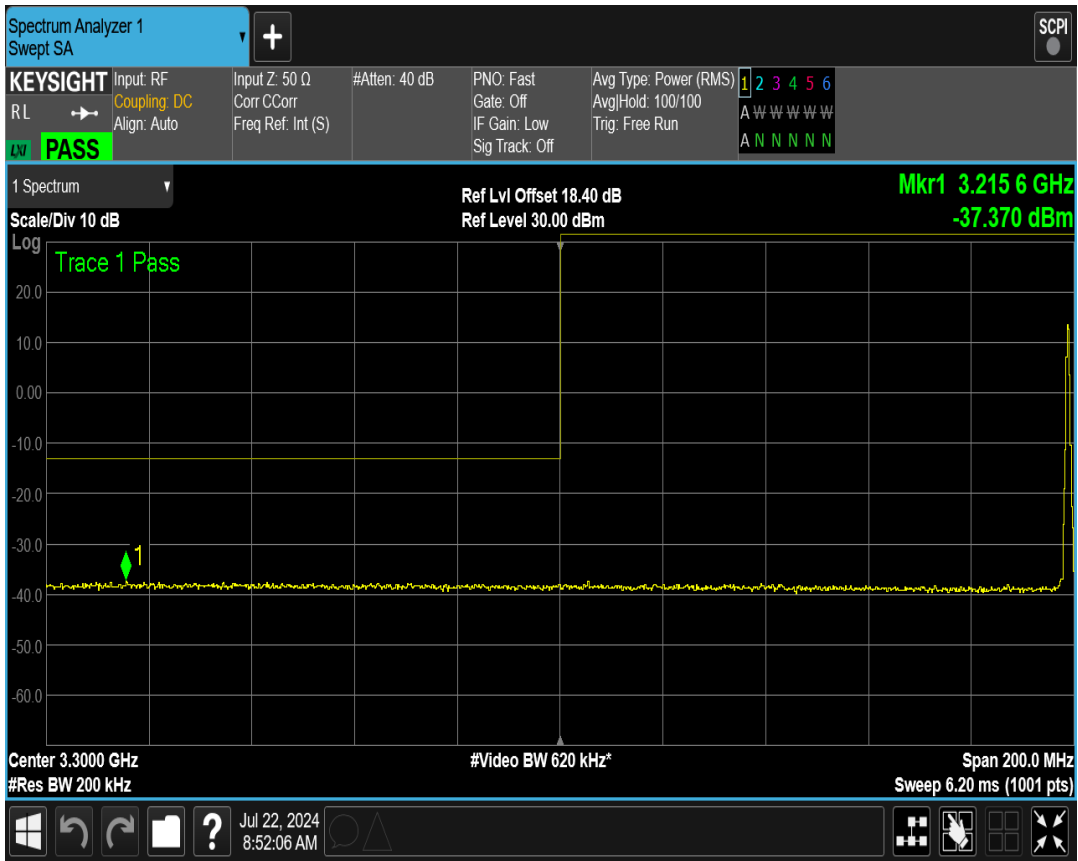 Spectrum Analyzer 1
Swept SA
SCPI
KEYSIGHT
RL
LXI PASS
Input: RF
Coupling: DC
Align: Auto
Input Z: 50 Ω
Corr CCorr
Freq Ref: Int (S)
#Atten: 40 dB
PNO: Fast
Gate: Off
IF Gain: Low
Sig Track: Off
Avg Type: Power (RMS)
Avg|Hold: 100/100
Trig: Free Run
1 2 3 4 5 6
A W W W W W
A N N N N N
1 Spectrum
Scale/Div 10 dB
Ref Lvl Offset 18.40 dB
Ref Level 30.00 dBm
Mkr1 3.215 6 GHz
-37.370 dBm
Log
Trace 1 Pass
20.0
10.0
0.00
-10.0
-20.0
-30.0
1
-40.0
-50.0
-60.0
Center 3.3000 GHz
#Res BW 200 kHz
#Video BW 620 kHz*
Span 200.0 MHz
Sweep 6.20 ms (1001 pts)
?
Jul 22, 2024
8:52:06 AM